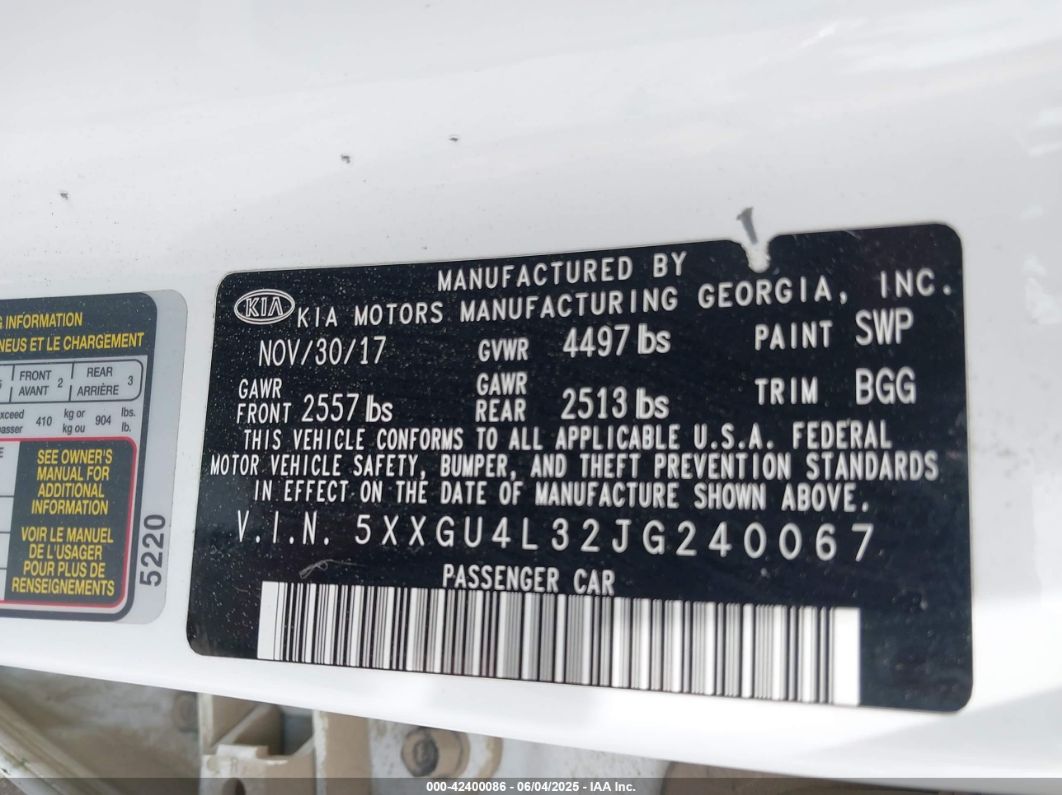 MANUFACTURED BY
KIA KIA MOTORS MANUFACTURING GEORGIA, INC.
NOV/30/17 GVWR 4497 lbs PAINT SWP
GAWR FRONT 2557 lbs GAWR REAR 2513 lbs TRIM BGG
THIS VEHICLE CONFORMS TO ALL APPLICABLE U.S.A. FEDERAL
MOTOR VEHICLE SAFETY, BUMPER, AND THEFT PREVENTION STANDARDS
IN EFFECT ON THE DATE OF MANUFACTURE SHOWN ABOVE.
V.I.N. 5XXGU4L32JG240067
PASSENGER CAR
INFORMATION
ET LE CHARGEMENT
FRONT AVANT 2 REAR ARRIÈRE 3
410 kg or kg ou 904 lbs. lb.
SEE OWNER'S
MANUAL FOR
ADDITIONAL
INFORMATION
VOIR LE MANUEL
DE L'USAGER
POUR PLUS DE
RENSEIGNEMENTS
5220
000-42400086 - 06/04/2025 - IAA Inc.